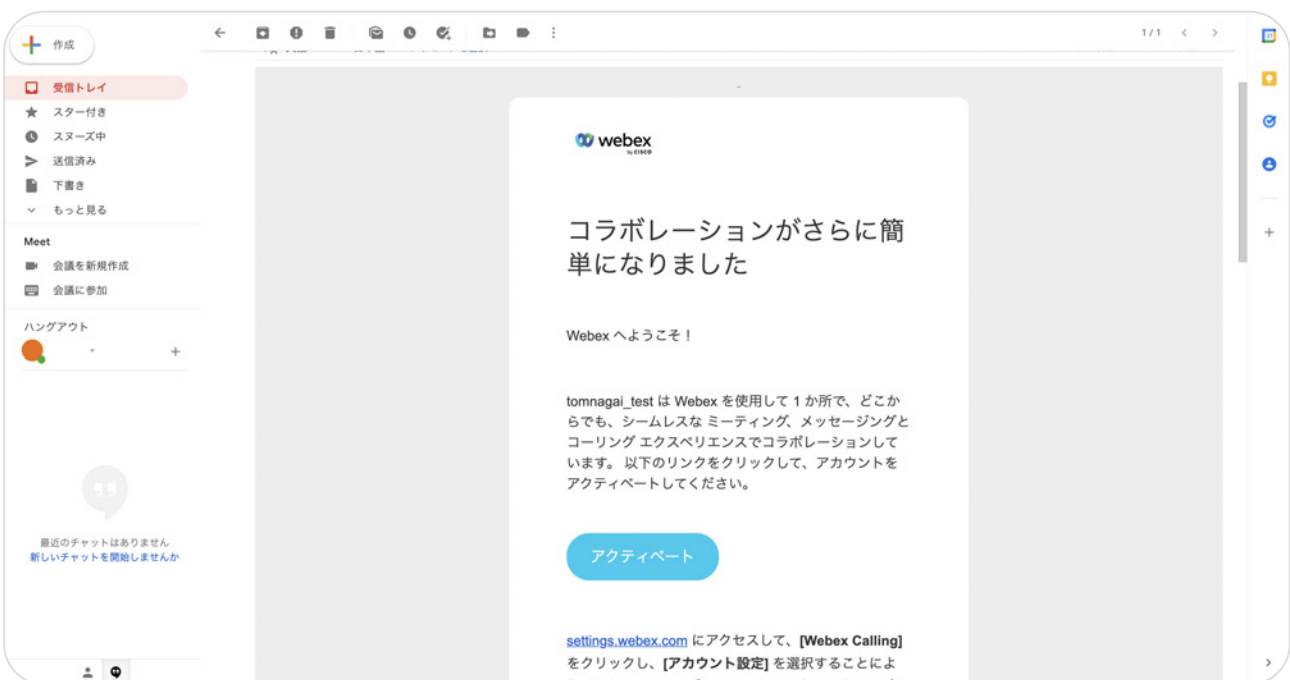 作成
1/1
受信トレイ
スター付き
スヌーズ中
送信済み
下書き
もっと見る
Meet
会議を新規作成
会議に参加
ハングアウト
最近のチャットはありません
新しいチャットを開始しませんか
webex
by CISCO
コラボレーションがさらに簡
単になりました
Webex へようこそ！
tomnagai_test は Webex を使用して 1 か所で、どこか
らでも、シームレスな ミーティング、メッセージングと
コーリング エクスペリエンスでコラボレーションして
います。 以下のリンクをクリックして、アカウントを
アクティベートしてください。
アクティベート
settings.webex.com にアクセスして、[Webex Calling]
をクリックし、[アカウント設定] を選択することによ